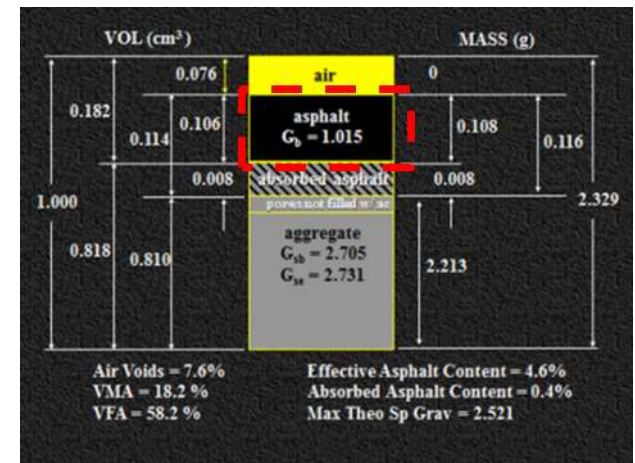 VOL (cm³)
MASS (g)
0.076
air
0
0.182
0.106
asphalt
G_b = 1.015
0.108
0.114
0.116
0.008
absorbed asphalt
0.008
1.000
pores not filled w/ ac
2.329
aggregate
0.818
0.810
G_sb = 2.705
G_se = 2.731
2.213
Air Voids = 7.6%
VMA = 18.2 %
VFA = 58.2 %
Effective Asphalt Content = 4.6%
Absorbed Asphalt Content = 0.4%
Max Theo Sp Grav = 2.521